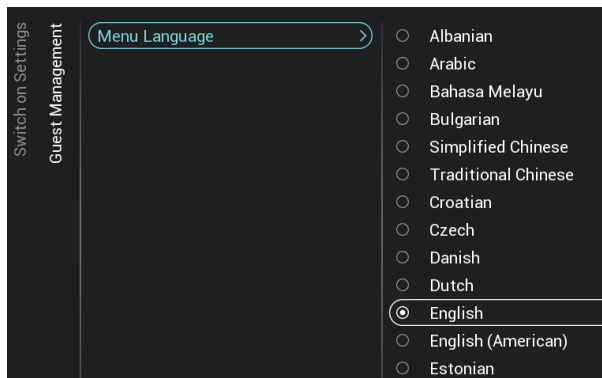 Switch on Settings
Guest Management
Menu Language
Albanian
Arabic
Bahasa Melayu
Bulgarian
Simplified Chinese
Traditional Chinese
Croatian
Czech
Danish
Dutch
English
English (American)
Estonian